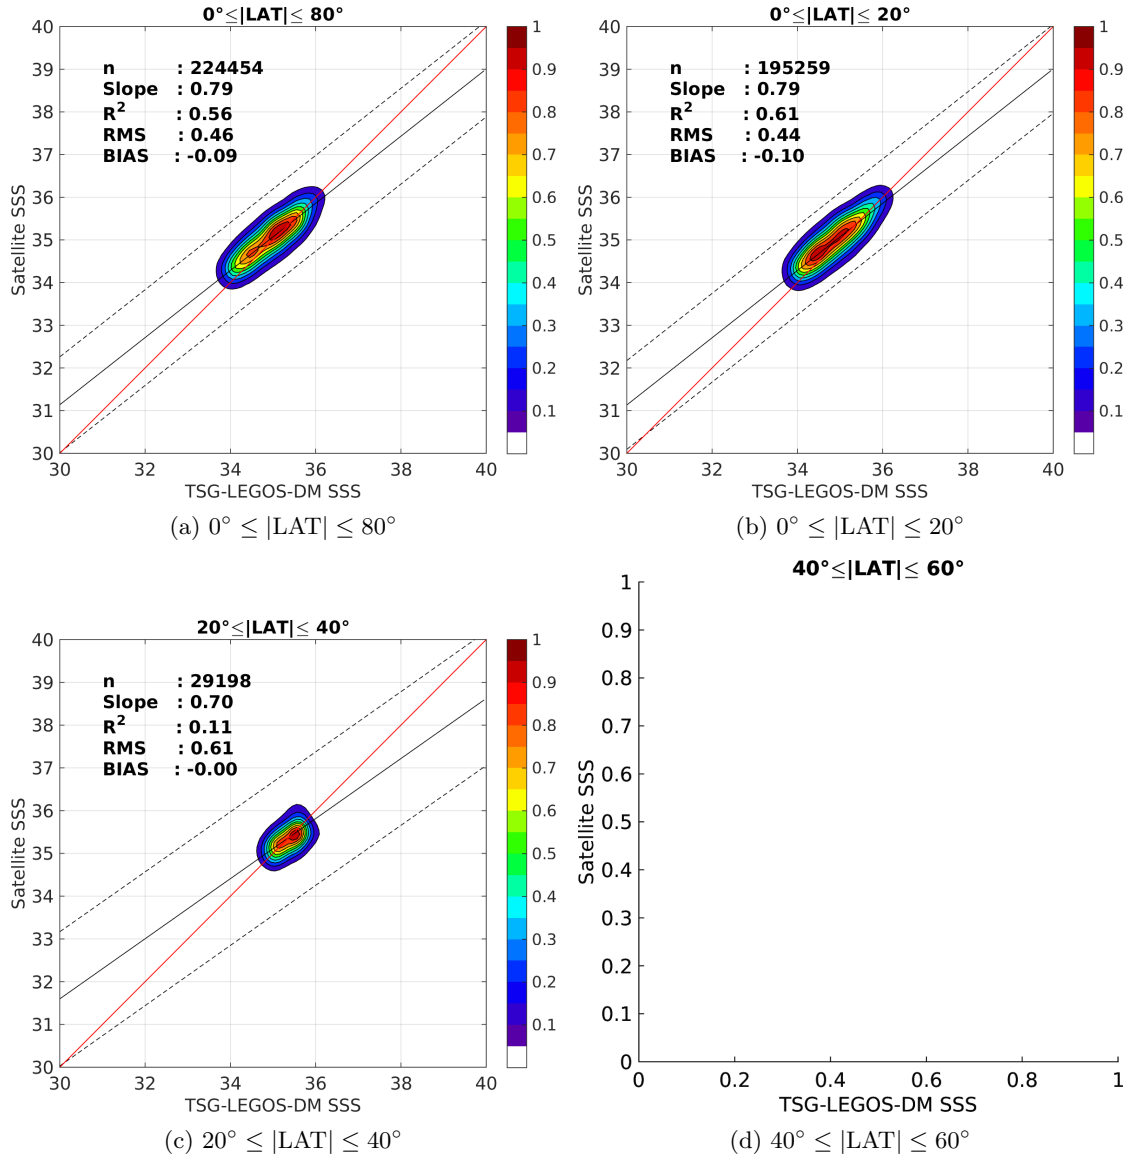 0°≤|LAT|≤ 80°
n : 224454
Slope : 0.79
R² : 0.56
RMS : 0.46
BIAS : -0.09
40
39
38
37
36
35
34
33
32
31
30
30 32 34 36 38 40
Satellite SSS
TSG-LEGOS-DM SSS
1
0.9
0.8
0.7
0.6
0.5
0.4
0.3
0.2
0.1
(a) 0° ≤ |LAT| ≤ 80°
0°≤|LAT|≤ 20°
n : 195259
Slope : 0.79
R² : 0.61
RMS : 0.44
BIAS : -0.10
40
39
38
37
36
35
34
33
32
31
30
30 32 34 36 38 40
Satellite SSS
TSG-LEGOS-DM SSS
1
0.9
0.8
0.7
0.6
0.5
0.4
0.3
0.2
0.1
(b) 0° ≤ |LAT| ≤ 20°
20°≤|LAT|≤ 40°
n : 29198
Slope : 0.70
R² : 0.11
RMS : 0.61
BIAS : -0.00
40
39
38
37
36
35
34
33
32
31
30
30 32 34 36 38 40
Satellite SSS
TSG-LEGOS-DM SSS
1
0.9
0.8
0.7
0.6
0.5
0.4
0.3
0.2
0.1
(c) 20° ≤ |LAT| ≤ 40°
40°≤|LAT|≤ 60°
1
0.9
0.8
0.7
0.6
0.5
0.4
0.3
0.2
0.1
0
0 0.2 0.4 0.6 0.8 1
Satellite SSS
TSG-LEGOS-DM SSS
(d) 40° ≤ |LAT| ≤ 60°